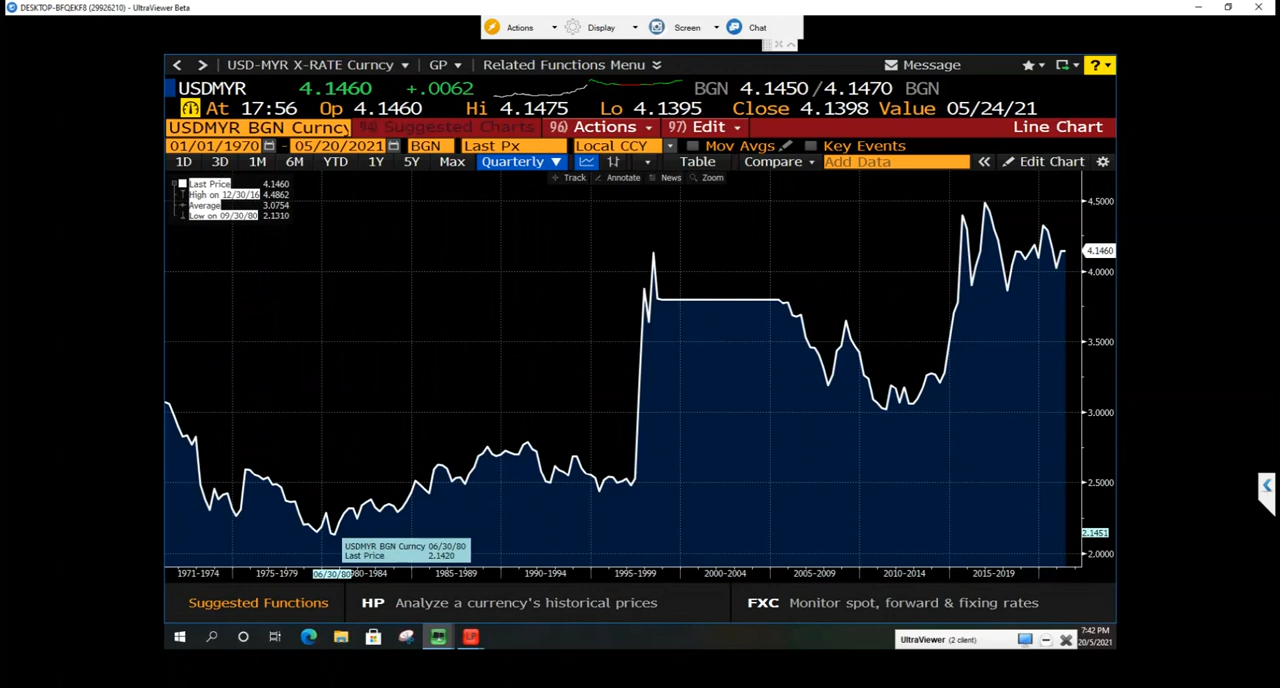 DESKTOP-BFQEKF8 (29926210) - UltraViewer Beta
Actions Display Screen Chat
USD-MYR X-RATE Curncy GP Related Functions Menu Message
USDMYR 4.1460 +.0062 BGN 4.1450 /4.1470 BGN
At 17:56 Op 4.1460 Hi 4.1475 Lo 4.1395 Close 4.1398 Value 05/24/21
USDMYR BGN Curncy 94) Suggested Charts 96) Actions 97) Edit Line Chart
01/01/1970 - 05/20/2021 BGN Last Px Local CCY Mov Avgs Key Events
1D 3D 1M 6M YTD 1Y 5Y Max Quarterly ▼ Table Compare Add Data « Edit Chart
Track Annotate News Zoom
Last Price 4.1460
High on 12/30/16 4.4862
Average 3.0754
Low on 09/30/80 2.1310
4.5000
4.1460
4.0000
3.5000
3.0000
2.5000
2.1451
2.0000
USDMYR BGN Curncy 06/30/80
Last Price 2.1420
1971-1974 1975-1979 06/30/80 80-1984 1985-1989 1990-1994 1995-1999 2000-2004 2005-2009 2010-2014 2015-2019
Suggested Functions HP Analyze a currency's historical prices FXC Monitor spot, forward & fixing rates
UltraViewer (2 client)
7:42 PM
20/5/2021